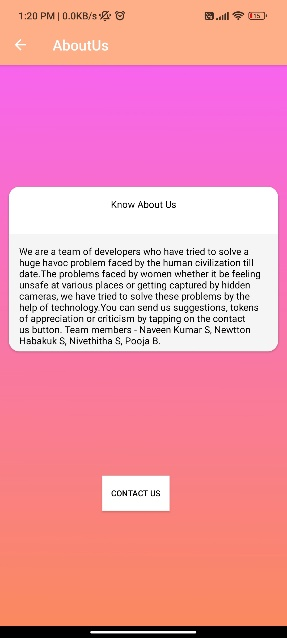 1:20 PM | 0.0KB/s
15
AboutUs
Know About Us
We are a team of developers who have tried to solve a
huge havoc problem faced by the human civilization till
date.The problems faced by women whether it be feeling
unsafe at various places or getting captured by hidden
cameras, we have tried to solve these problems by the
help of technology.You can send us suggestions, tokens
of appreciation or criticism by tapping on the contact
us button. Team members - Naveen Kumar S, Newtton
Habakuk S, Nivethitha S, Pooja B.
CONTACT US